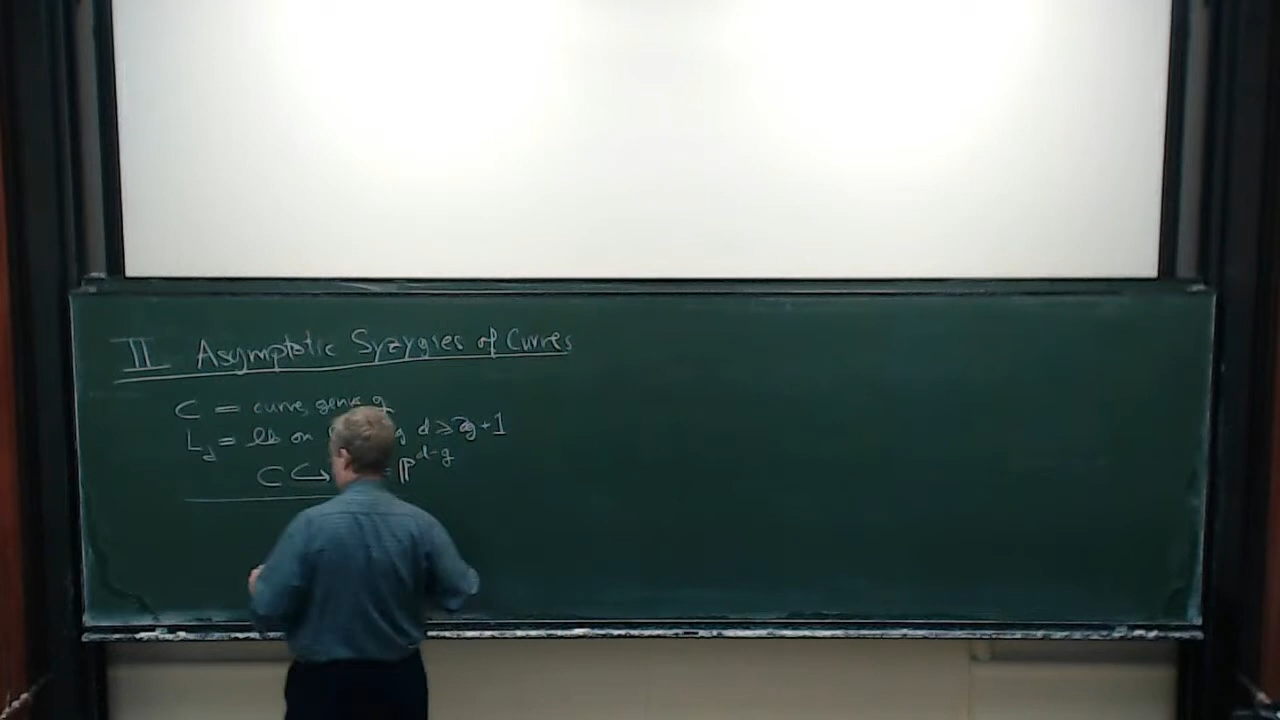 II Asymptotic Syzygies of Curves
C = curve, genus g
L_d = lb on d ≥ 2g+1
C ↪ = ℙ^{d-g}